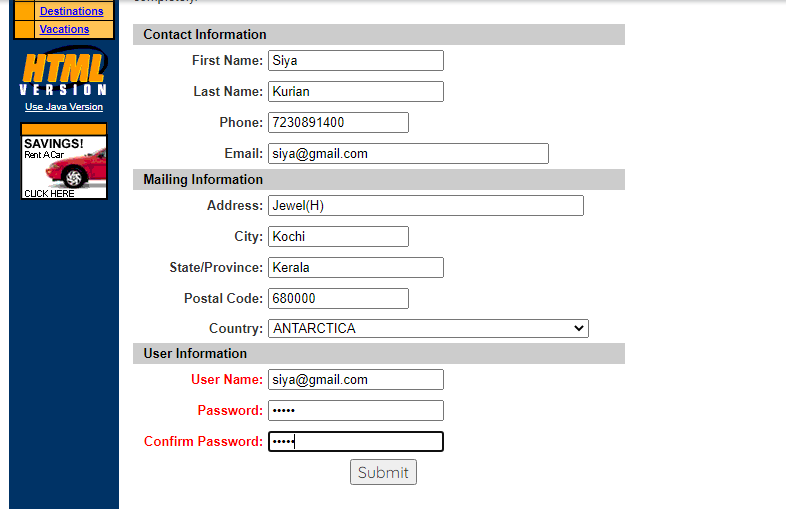 completely.
Destinations
Vacations
HTML
VERSION
Use Java Version
SAVINGS!
Rent A Car
CLICK HERE
Contact Information
First Name: Siya
Last Name: Kurian
Phone: 7230891400
Email: siya@gmail.com
Mailing Information
Address: Jewel(H)
City: Kochi
State/Province: Kerala
Postal Code: 680000
Country: ANTARCTICA
User Information
User Name: siya@gmail.com
Password: •••••
Confirm Password: •••••
Submit